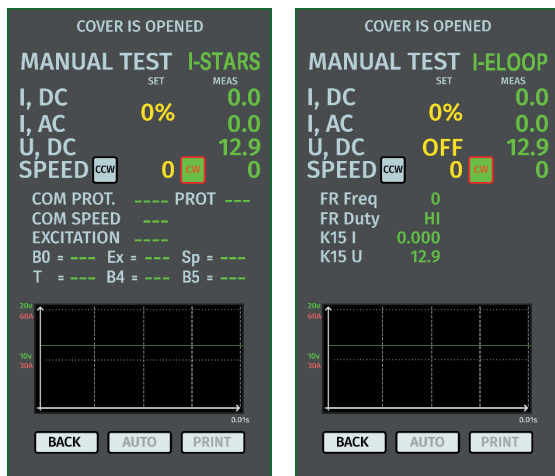 COVER IS OPENED
MANUAL TEST I-STARS
SET MEAS
I, DC 0.0
0%
I, AC 0.0
U, DC 12.9
SPEED CCW 0 CW 0
COM PROT. ---- PROT ---
COM SPEED ---
EXCITATION ----
B0 = --- Ex = --- Sp = ---
T = --- B4 = --- B5 = ---
20v
60A
10v
30A
0.01s
BACK AUTO PRINT
COVER IS OPENED
MANUAL TEST I-ELOOP
SET MEAS
I, DC 0.0
0%
I, AC 0.0
U, DC OFF 12.9
SPEED CCW 0 CW 0
FR Freq 0
FR Duty HI
K15 I 0.000
K15 U 12.9
20v
60A
10v
30A
0.01s
BACK AUTO PRINT